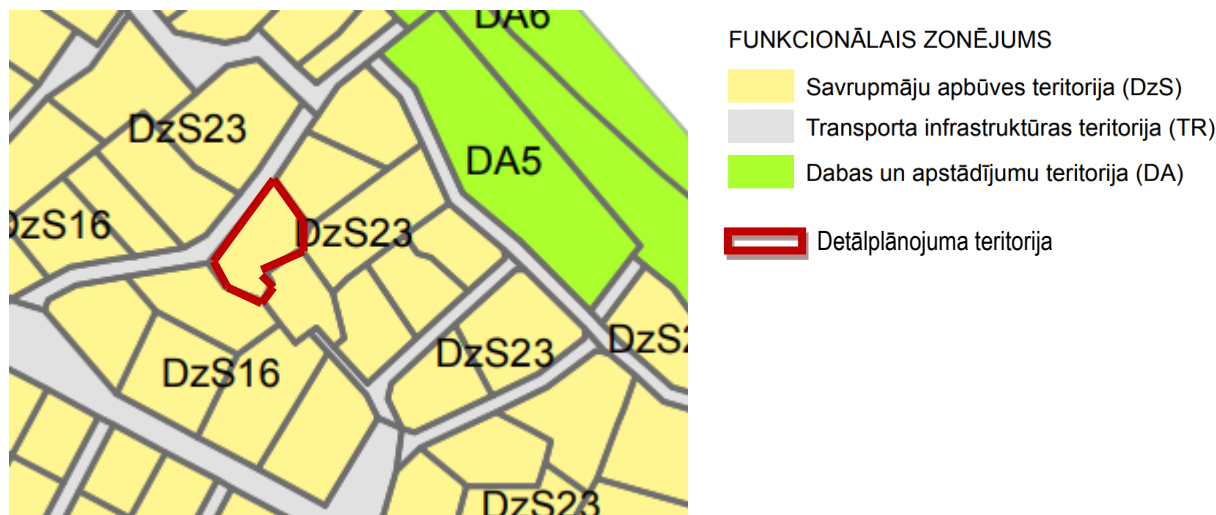 DA6
FUNKCIONĀLAIS ZONĒJUMS
Savrupmāju apbūves teritorija (DzS)
DzS23
Transporta infrastruktūras teritorija (TR)
DA5
Dabas un apstādījumu teritorija (DA)
DzS16
DzS23
Detālplānojuma teritorija
DzS23
DzS2
DzS16
DzS23